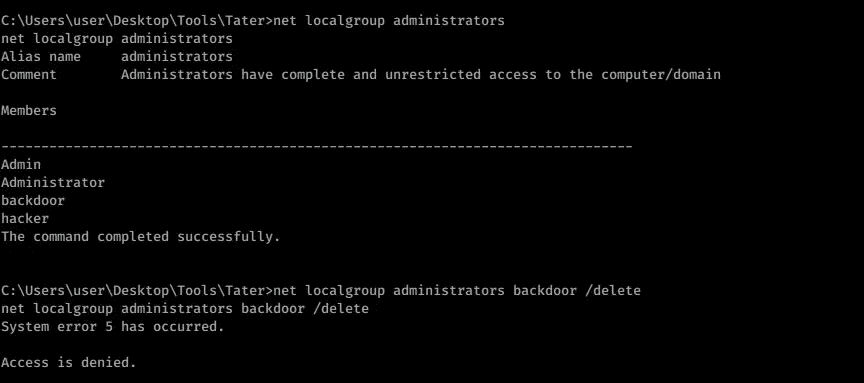 C:\Users\user\Desktop\Tools\Tater>net localgroup administrators
net localgroup administrators
Alias name     administrators
Comment        Administrators have complete and unrestricted access to the computer/domain
Members
-------------------------------------------------------------------------------
Admin
Administrator
backdoor
hacker
The command completed successfully.
C:\Users\user\Desktop\Tools\Tater>net localgroup administrators backdoor /delete
net localgroup administrators backdoor /delete
System error 5 has occurred.
Access is denied.